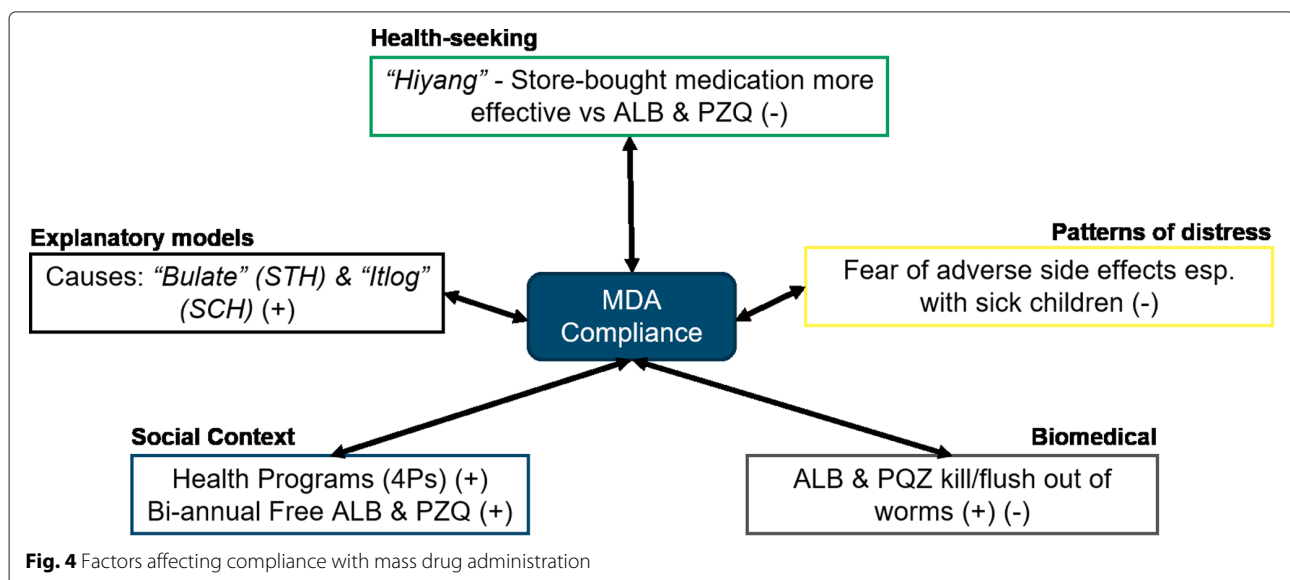 Health-seeking
"Hiyang" - Store-bought medication more
effective vs ALB & PZQ (-)
Explanatory models
Causes: "Bulate" (STH) & "Itlog"
(SCH) (+)
Patterns of distress
Fear of adverse side effects esp.
with sick children (-)
MDA
Compliance
Social Context
Health Programs (4Ps) (+)
Bi-annual Free ALB & PZQ (+)
Biomedical
ALB & PQZ kill/flush out of
worms (+) (-)
Fig. 4 Factors affecting compliance with mass drug administration